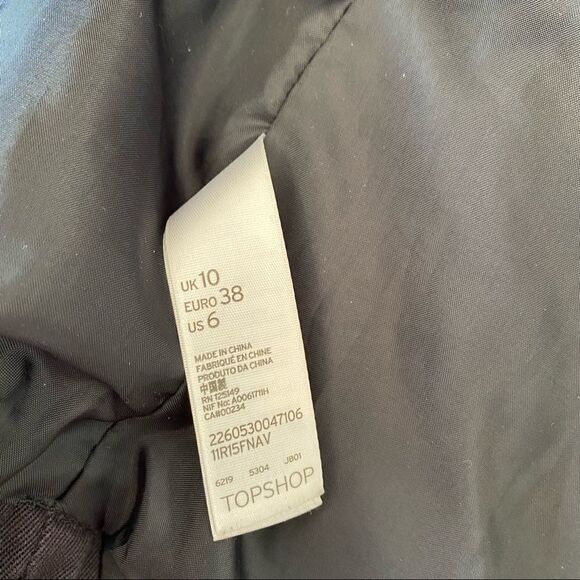 UK 10
EURO 38
US 6
MADE IN CHINA
FABRIQUÉ EN CHINE
PRODUTO DA CHINA
中国製
RN 125149
NIF No: A0061711H
CA#00234
2260530047106
11R15FNAV
6219 5304 JB01
TOPSHOP